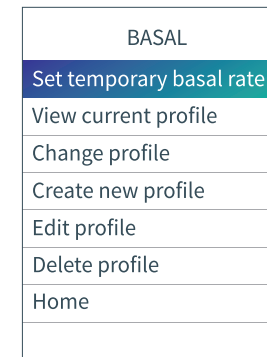 BASAL
Set temporary basal rate
View current profile
Change profile
Create new profile
Edit profile
Delete profile
Home